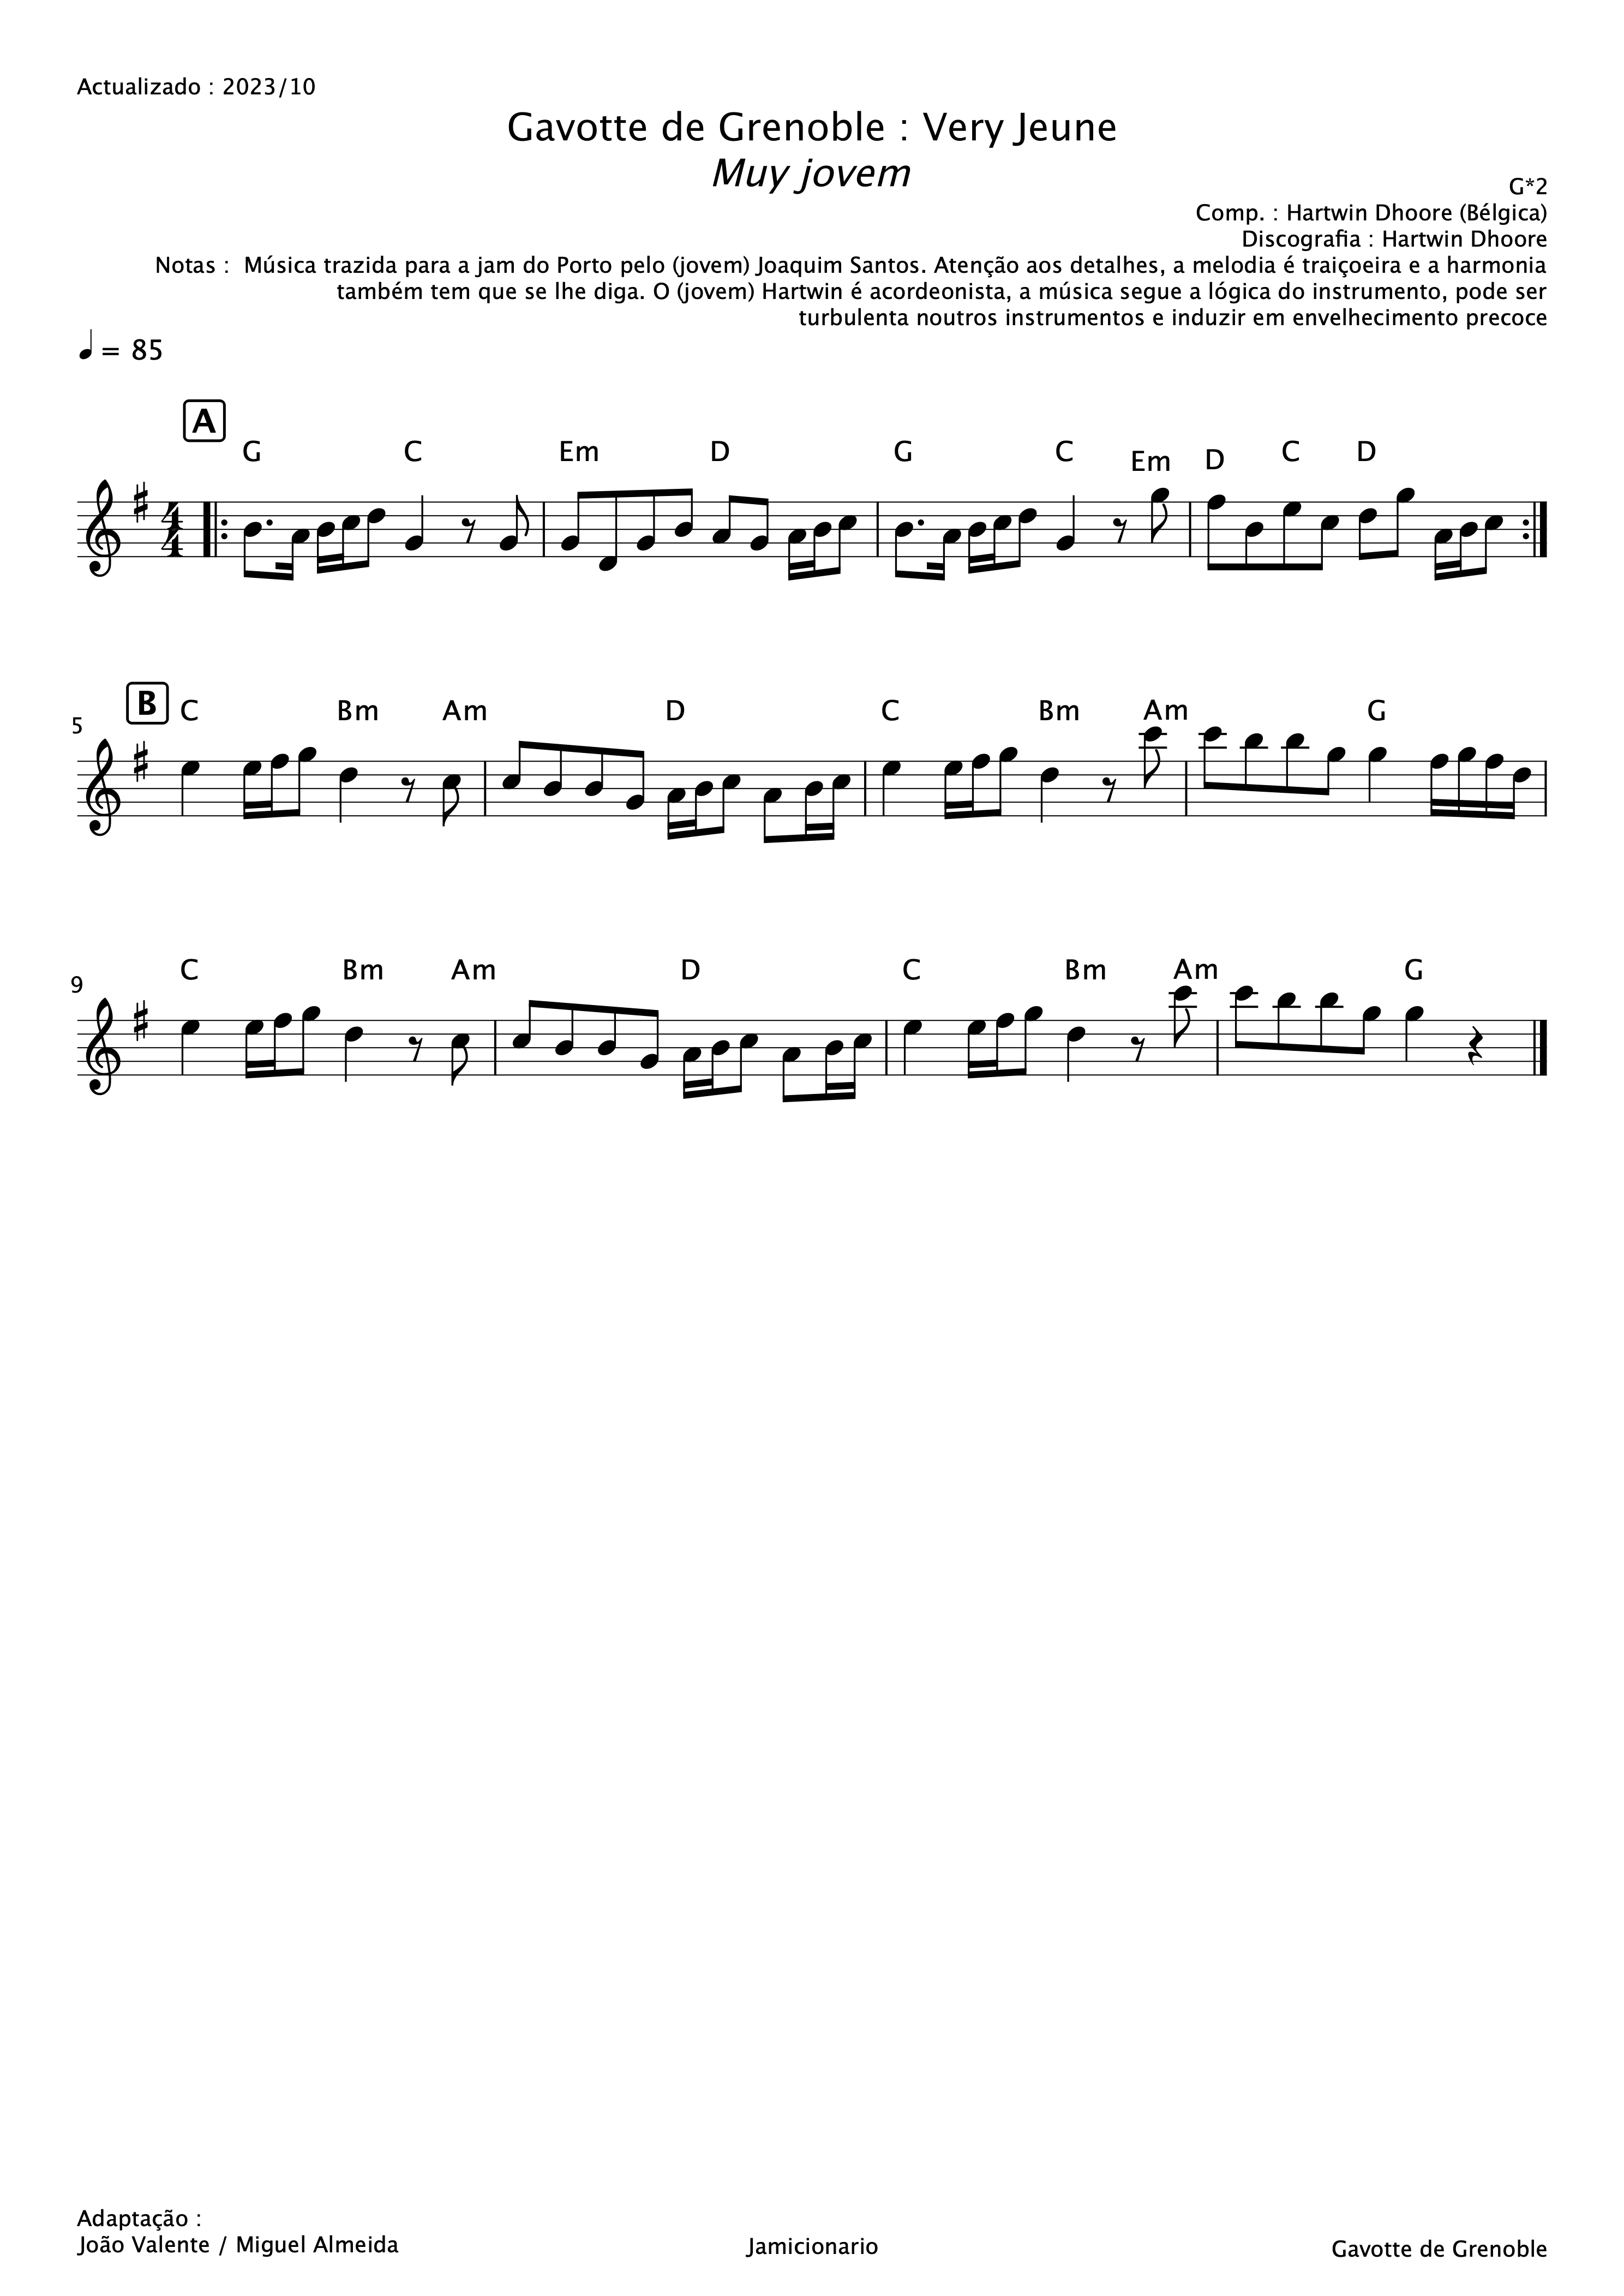 Actualizado : 2023/10
Gavotte de Grenoble : Very Jeune
Muy jovem
G*2
Comp. : Hartwin Dhoore (Bélgica)
Discografia : Hartwin Dhoore
Notas :  Música trazida para a jam do Porto pelo (jovem) Joaquim Santos. Atenção aos detalhes, a melodia é traiçoeira e a harmonia
também tem que se lhe diga. O (jovem) Hartwin é acordeonista, a música segue a lógica do instrumento, pode ser
turbulenta noutros instrumentos e induzir em envelhecimento precoce
= 85
A
G C Em D G C Em D C D
4
4
B
C Bm Am D C Bm Am G
5
C Bm Am D C Bm Am G
9
Adaptação :
João Valente / Miguel Almeida
Jamicionario
Gavotte de Grenoble